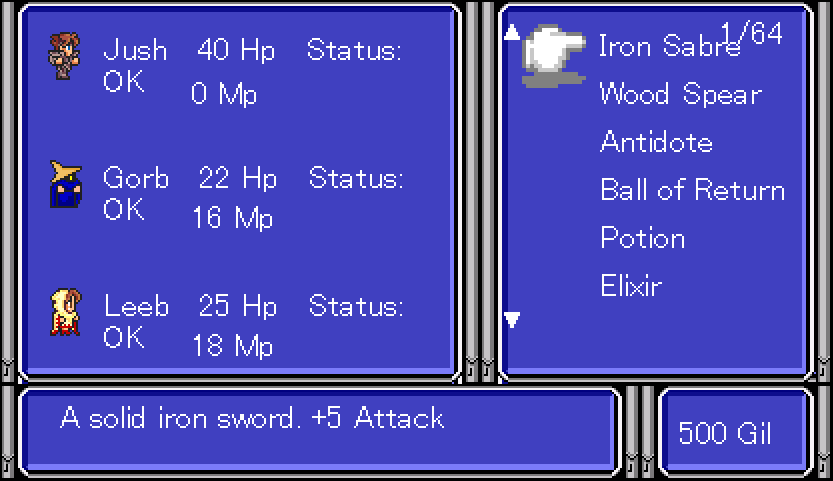 Jush 40 Hp Status:
OK
0 Mp
Gorb 22 Hp Status:
OK
16 Mp
Leeb 25 Hp Status:
OK
18 Mp
1/64
Iron Sabre
Wood Spear
Antidote
Ball of Return
Potion
Elixir
A solid iron sword. +5 Attack
500 Gil